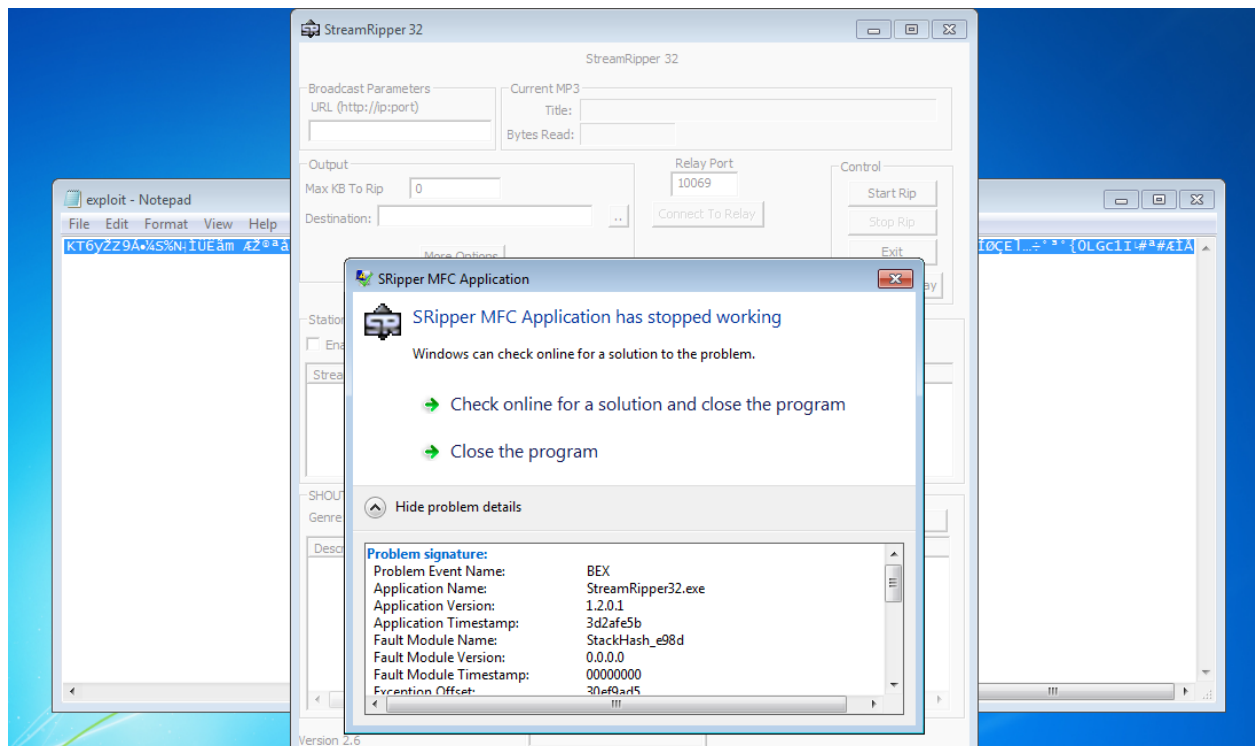 StreamRipper 32
StreamRipper 32
Broadcast Parameters
URL (http://ip:port)
Current MP3
Title:
Bytes Read:
Output
Max KB To Rip 0
Destination: ..
More Options
Relay Port
10069
Connect To Relay
Control
Start Rip
Stop Rip
Exit
exploit - Notepad
File Edit Format View Help
SRipper MFC Application
SR
SRipper MFC Application has stopped working
Windows can check online for a solution to the problem.
Check online for a solution and close the program
Close the program
Hide problem details
Problem signature:
Problem Event Name: BEX
Application Name: StreamRipper32.exe
Application Version: 1.2.0.1
Application Timestamp: 3d2afe5b
Fault Module Name: StackHash_e98d
Fault Module Version: 0.0.0.0
Fault Module Timestamp: 00000000
Exception Offset: 30ef9ad5
Genre
Version 2.6